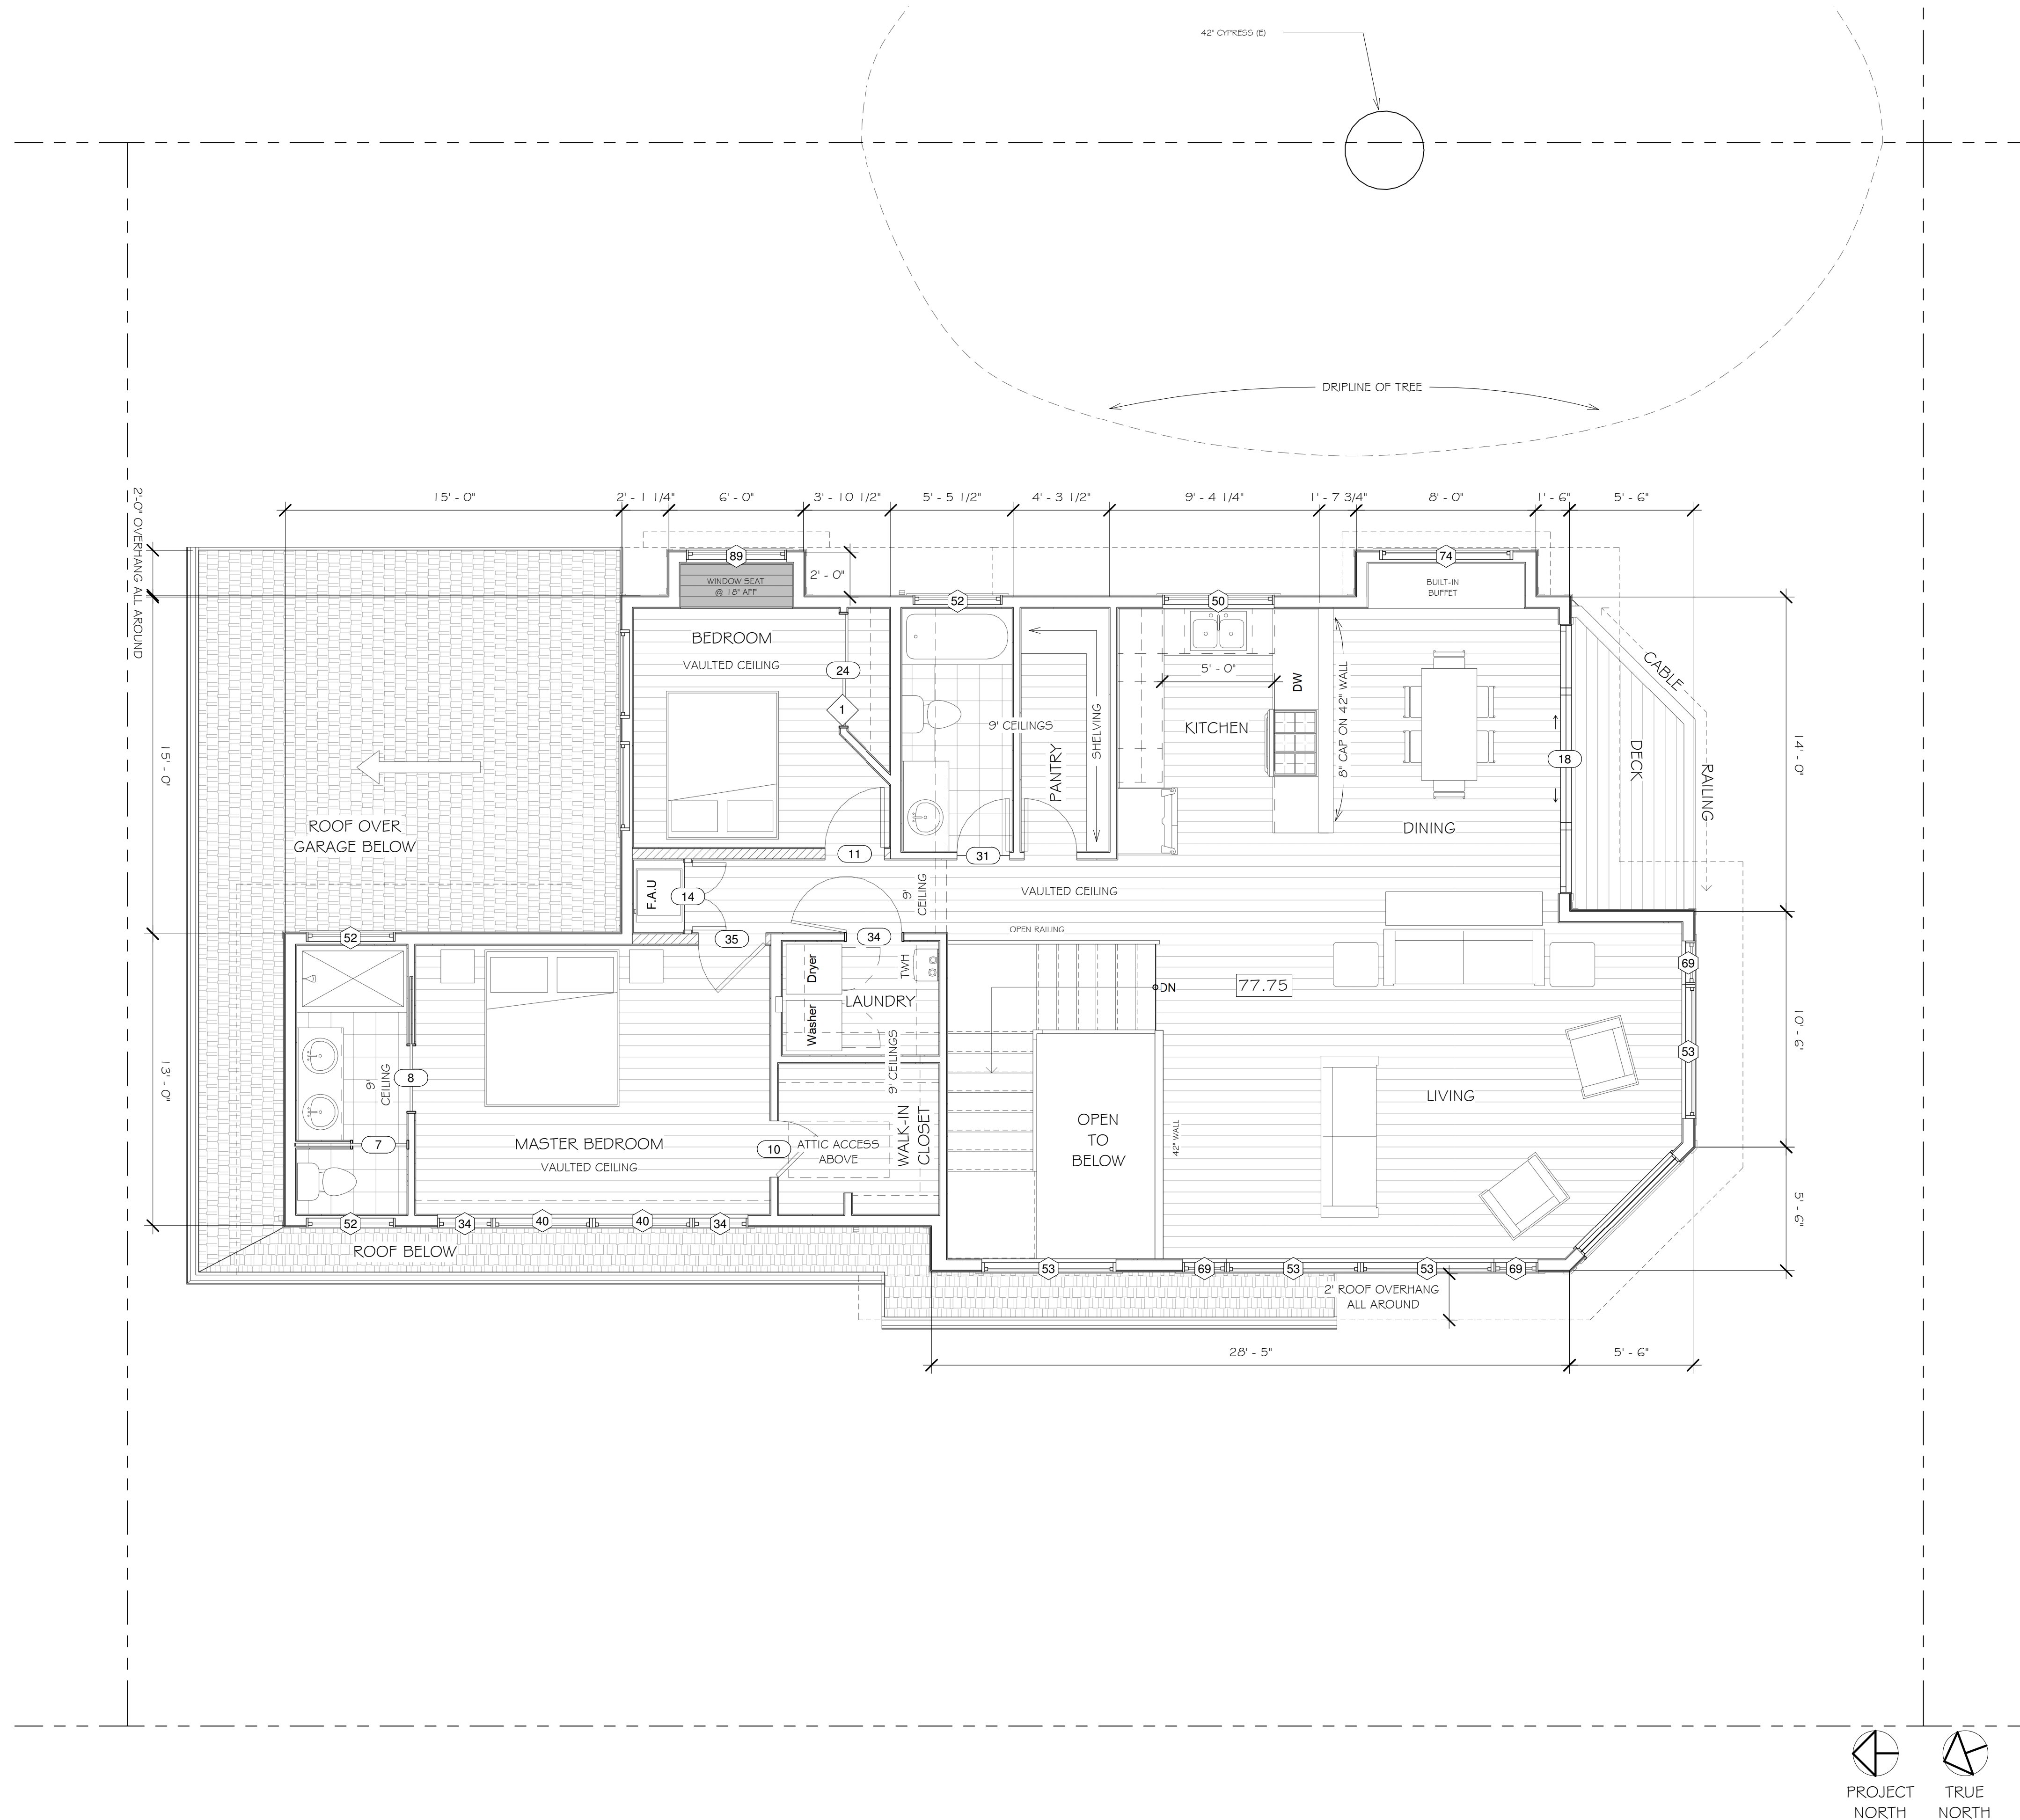 42" CYPRESS (E)
DRIPLINE OF TREE
2'-0" OVERHANG ALL AROUND
15' - 0"
2' - 1 1/4"
6' - 0"
3' - 10 1/2"
5' - 5 1/2"
4' - 3 1/2"
9' - 4 1/4"
1' - 7 3/4"
8' - 0"
1' - 6"
5' - 6"
89
WINDOW SEAT
@ 18" AFF
2' - 0"
52
50
74
BUILT-IN
BUFFET
BEDROOM
VAULTED CEILING
24
1
9' CEILINGS
PANTRY
SHELVING
5' - 0"
DW
KITCHEN
8" CAP ON 42" WALL
DINING
18
DECK
CABLE
RAILING
14' - 0"
15' - 0"
ROOF OVER
GARAGE BELOW
11
31
F.A.U
14
9'
CEILING
VAULTED CEILING
OPEN RAILING
52
35
34
Dryer
Washer
TWH
LAUNDRY
DN
77.75
69
53
10' - 6"
13' - 0"
9'
CEILING
8
7
MASTER BEDROOM
VAULTED CEILING
10
ATTIC ACCESS
ABOVE
9' CEILINGS
WALK-IN
CLOSET
OPEN
TO
BELOW
42" WALL
LIVING
5' - 6"
52
34
40
40
34
ROOF BELOW
53
69
53
53
69
2' ROOF OVERHANG
ALL AROUND
28' - 5"
5' - 6"
PROJECT
NORTH
TRUE
NORTH